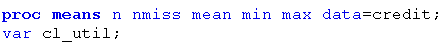 proc means n nmiss mean min max data=credit;
var cl_util;